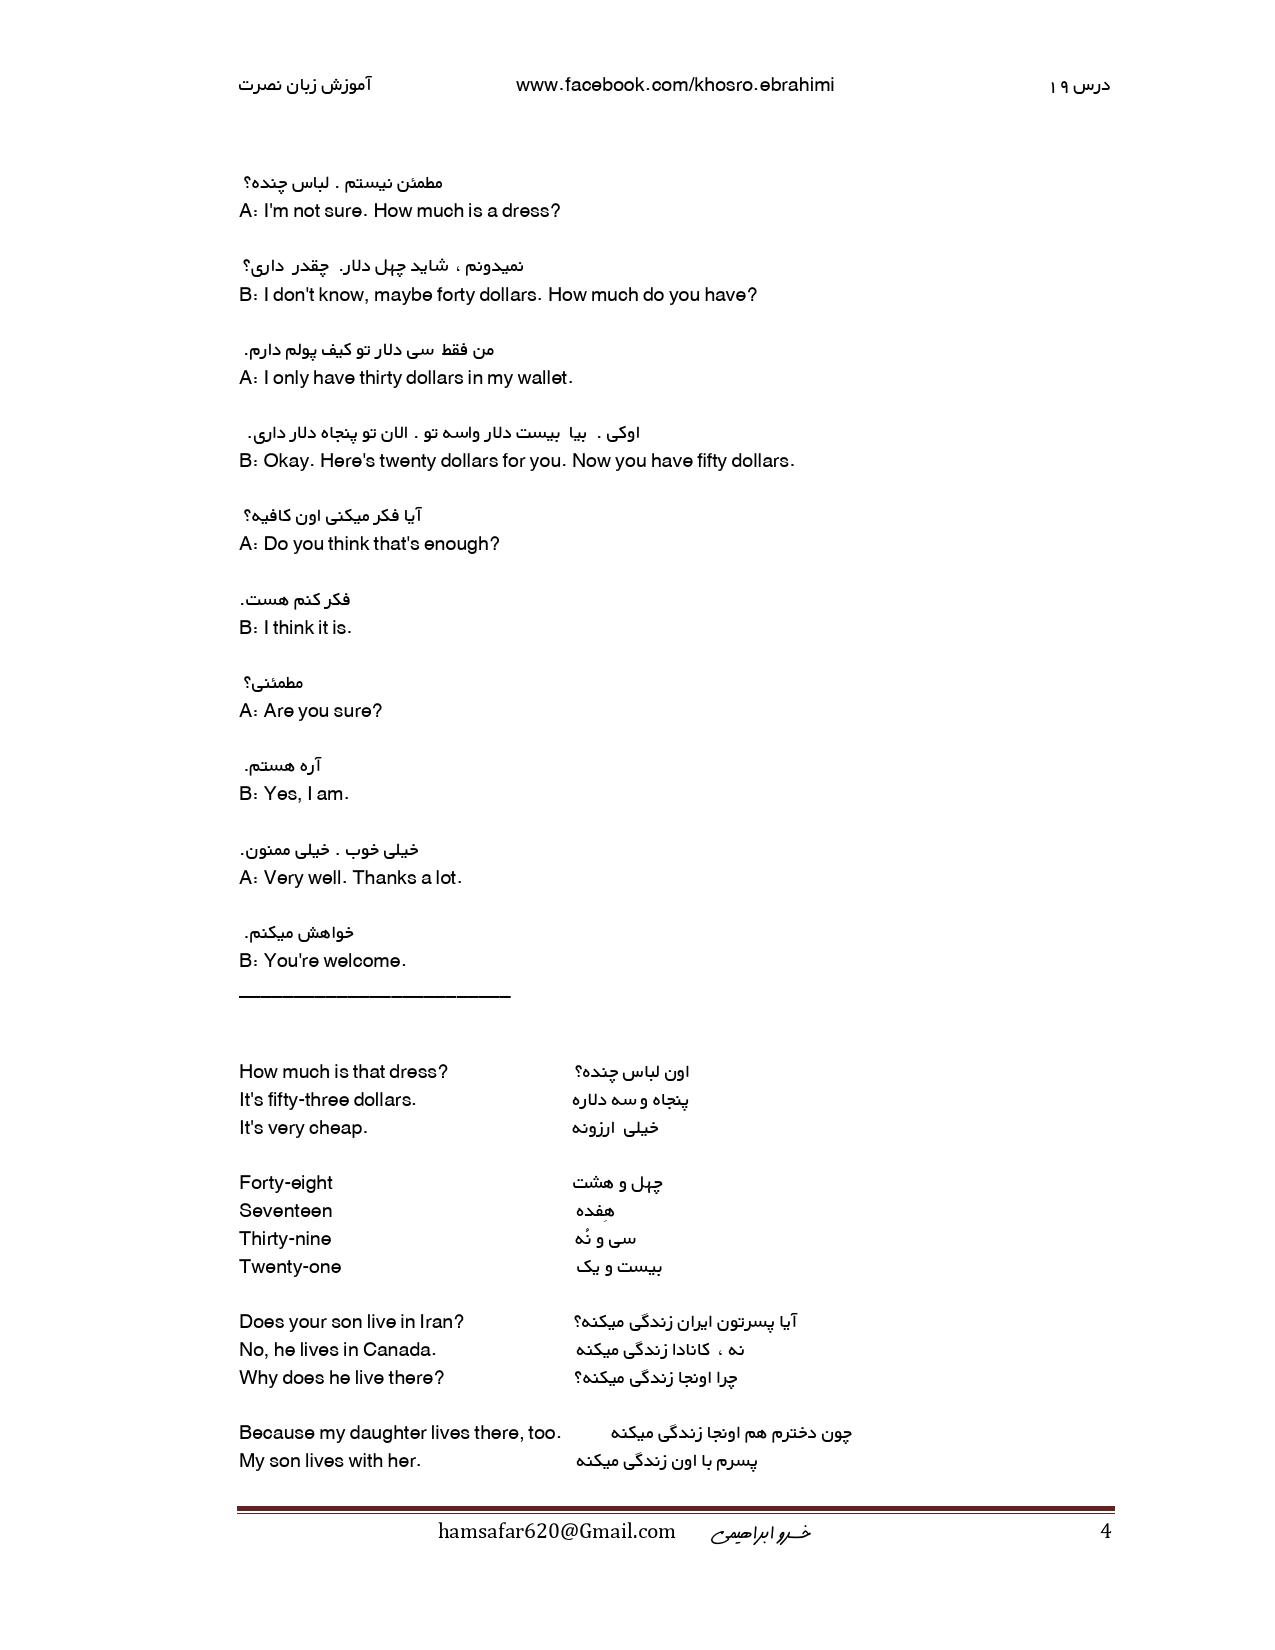 آموزش زبان نصرت www.facebook.com/khosro.ebrahimi درس ۱۹
مطمئن نیستم . لباس چنده؟
A: I'm not sure. How much is a dress?
نمیدونم ، شاید چهل دلار. چقدر داری؟
B: I don't know, maybe forty dollars. How much do you have?
من فقط سی دلار تو کیف پولم دارم.
A: I only have thirty dollars in my wallet.
اوکی . بیا بیست دلار واسه تو . الان تو پنجاه دلار داری.
B: Okay. Here's twenty dollars for you. Now you have fifty dollars.
آیا فکر میکنی اون کافیه؟
A: Do you think that's enough?
فکر کنم هست.
B: I think it is.
مطمئنی؟
A: Are you sure?
آره هستم.
B: Yes, I am.
خیلی خوب . خیلی ممنون.
A: Very well. Thanks a lot.
خواهش میکنم.
B: You're welcome.
How much is that dress? اون لباس چنده؟
It's fifty-three dollars. پنجاه و سه دلاره
It's very cheap. خیلی ارزونه
Forty-eight چهل و هشت
Seventeen هِفده
Thirty-nine سی و نُه
Twenty-one بیست و یک
Does your son live in Iran? آیا پسرتون ایران زندگی میکنه؟
No, he lives in Canada. نه ، کانادا زندگی میکنه
Why does he live there? چرا اونجا زندگی میکنه؟
Because my daughter lives there, too. چون دخترم هم اونجا زندگی میکنه
My son lives with her. پسرم با اون زندگی میکنه
hamsafar620@Gmail.com خسرو ابراهیمی 4